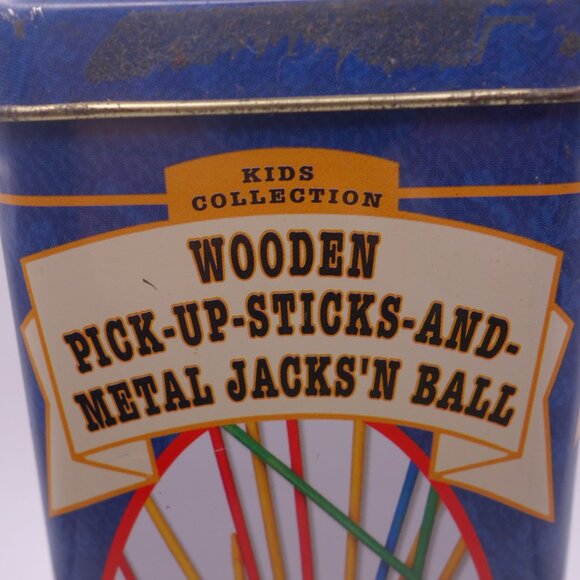 KIDS
COLLECTION
WOODEN
PICK-UP-STICKS-AND-
METAL JACKS'N BALL